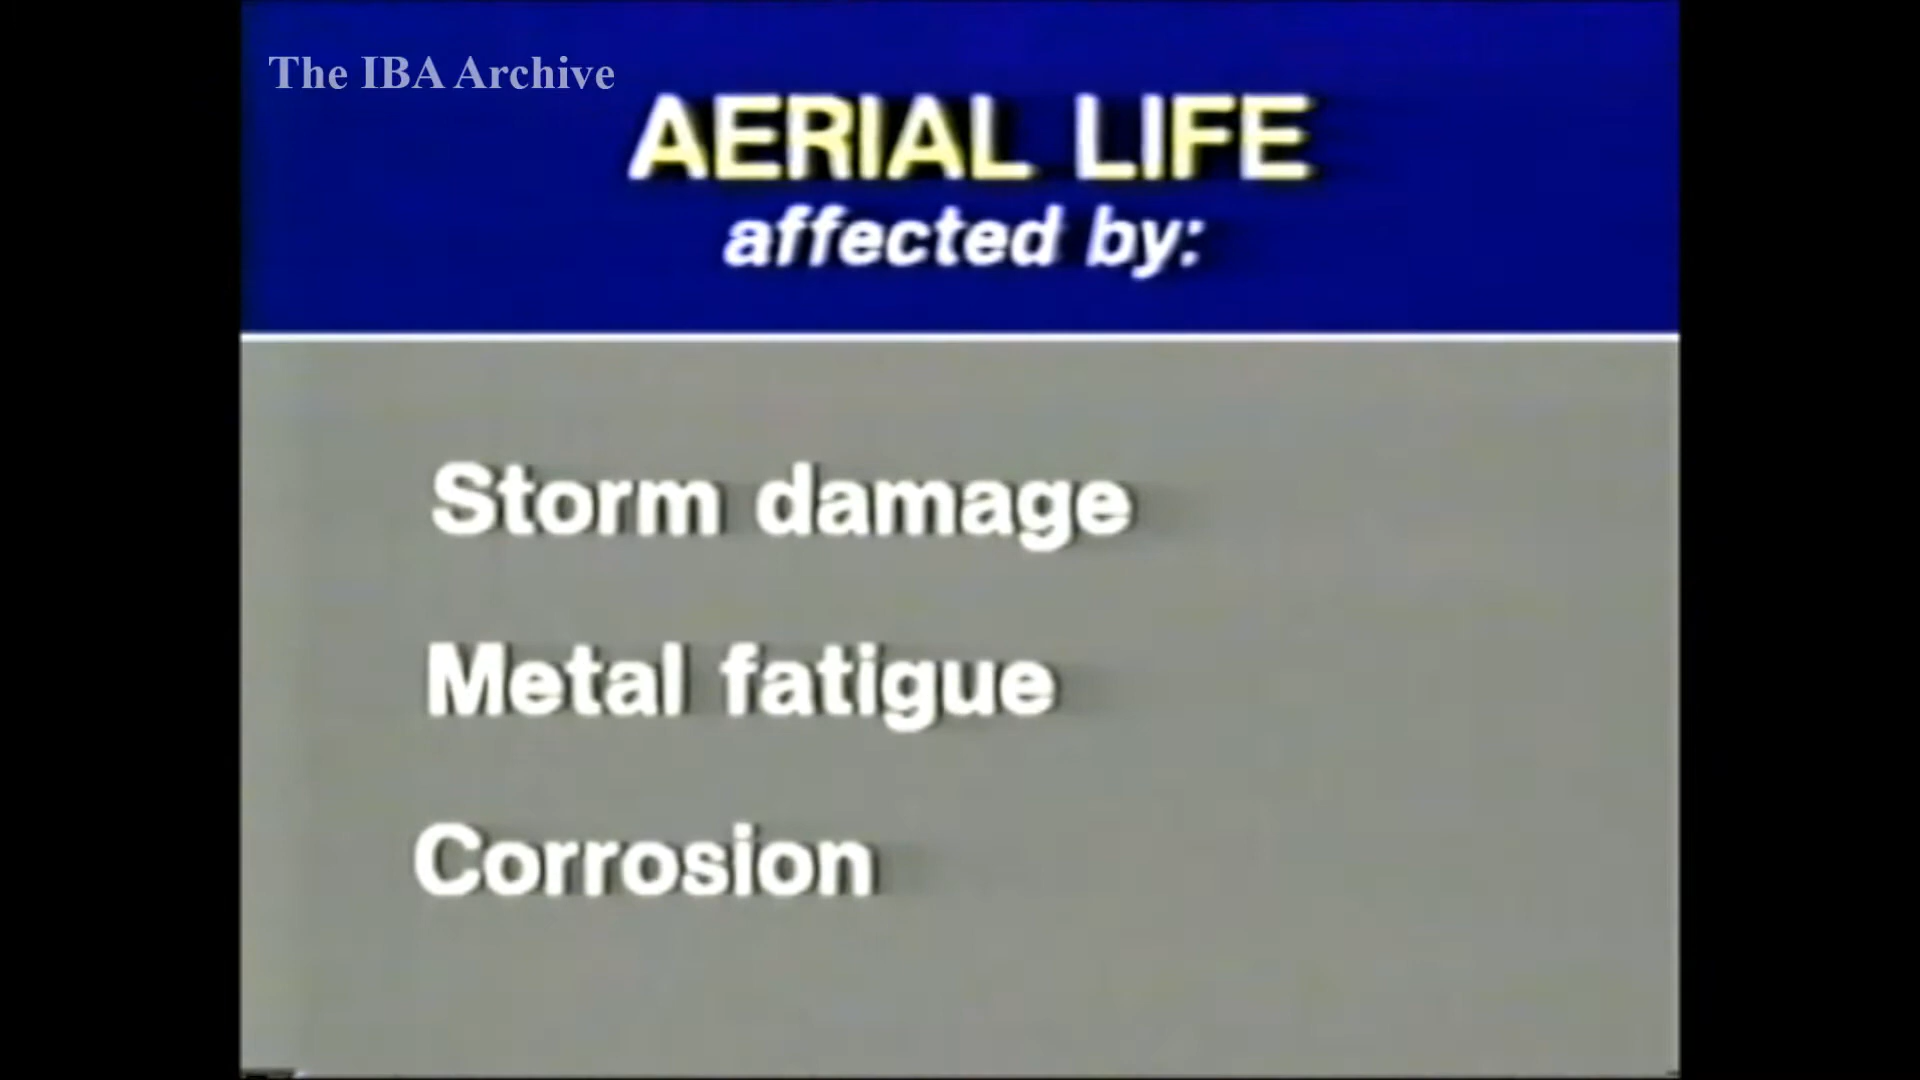 The IBA Archive
AERIAL LIFE
affected by:
Storm damage
Metal fatigue
Corrosion